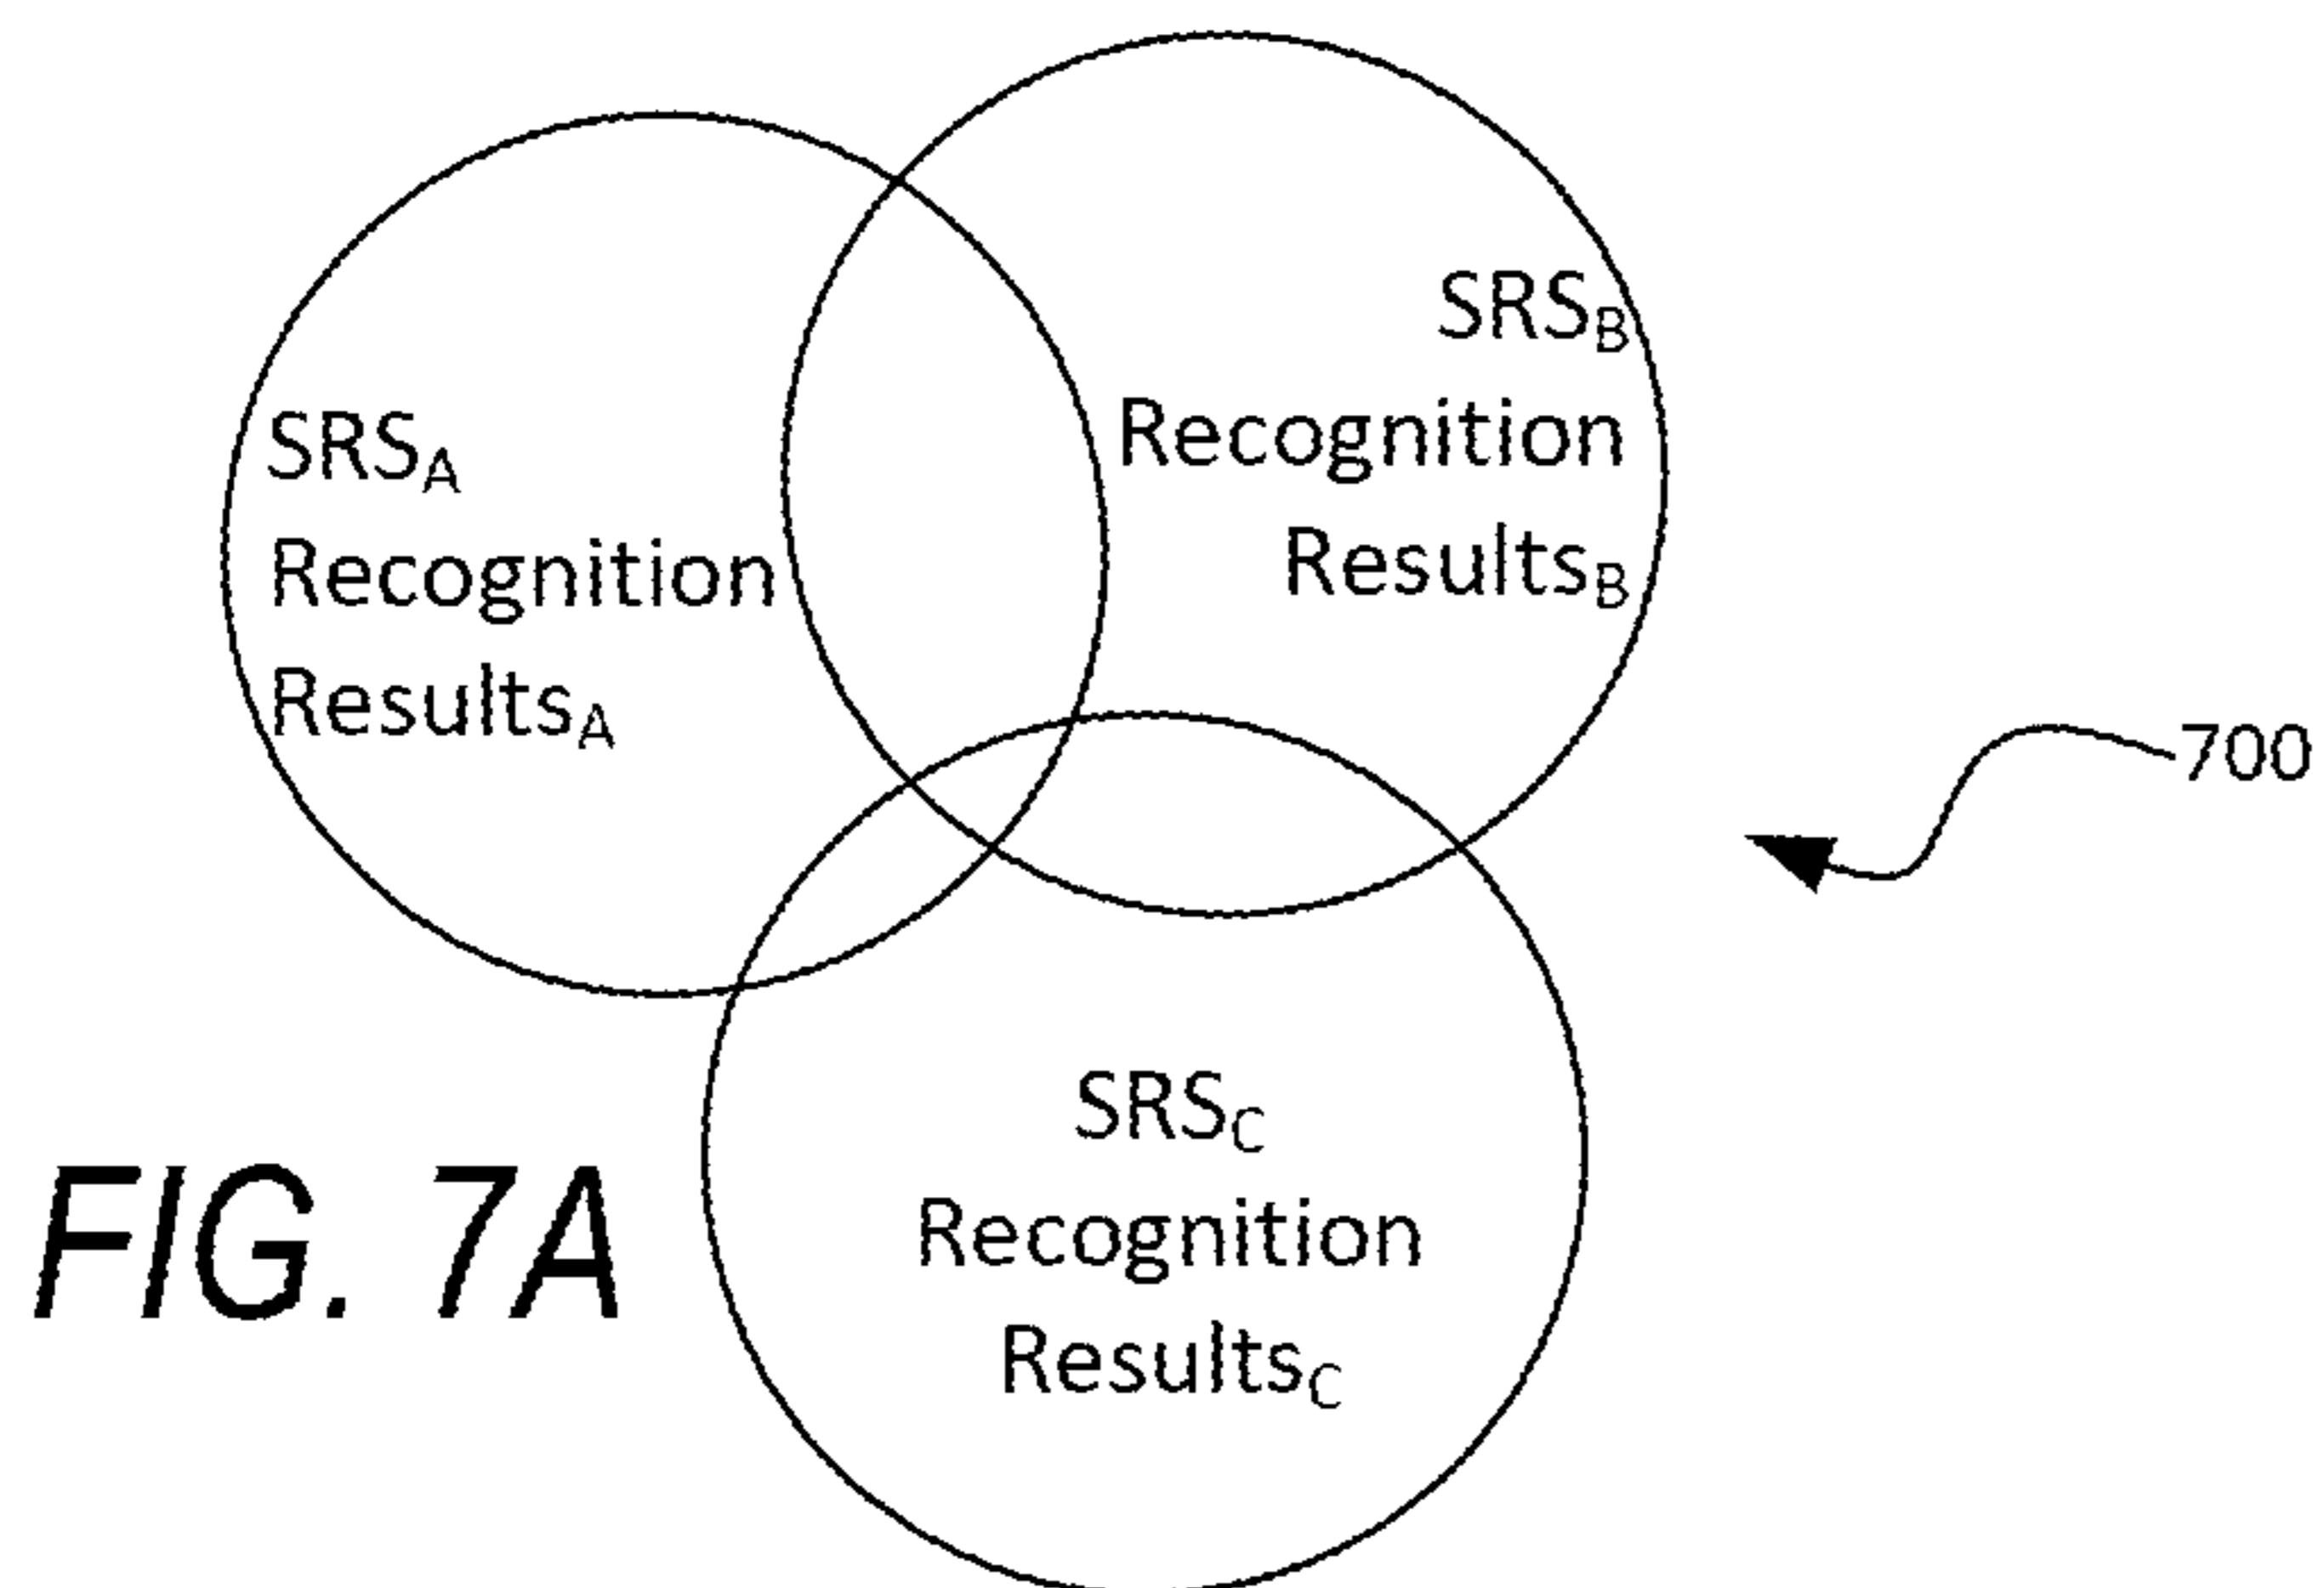 SRS_A
Recognition
Results_A
SRS_B
Recognition
Results_B
700
SRS_C
Recognition
Results_C
FIG. 7A